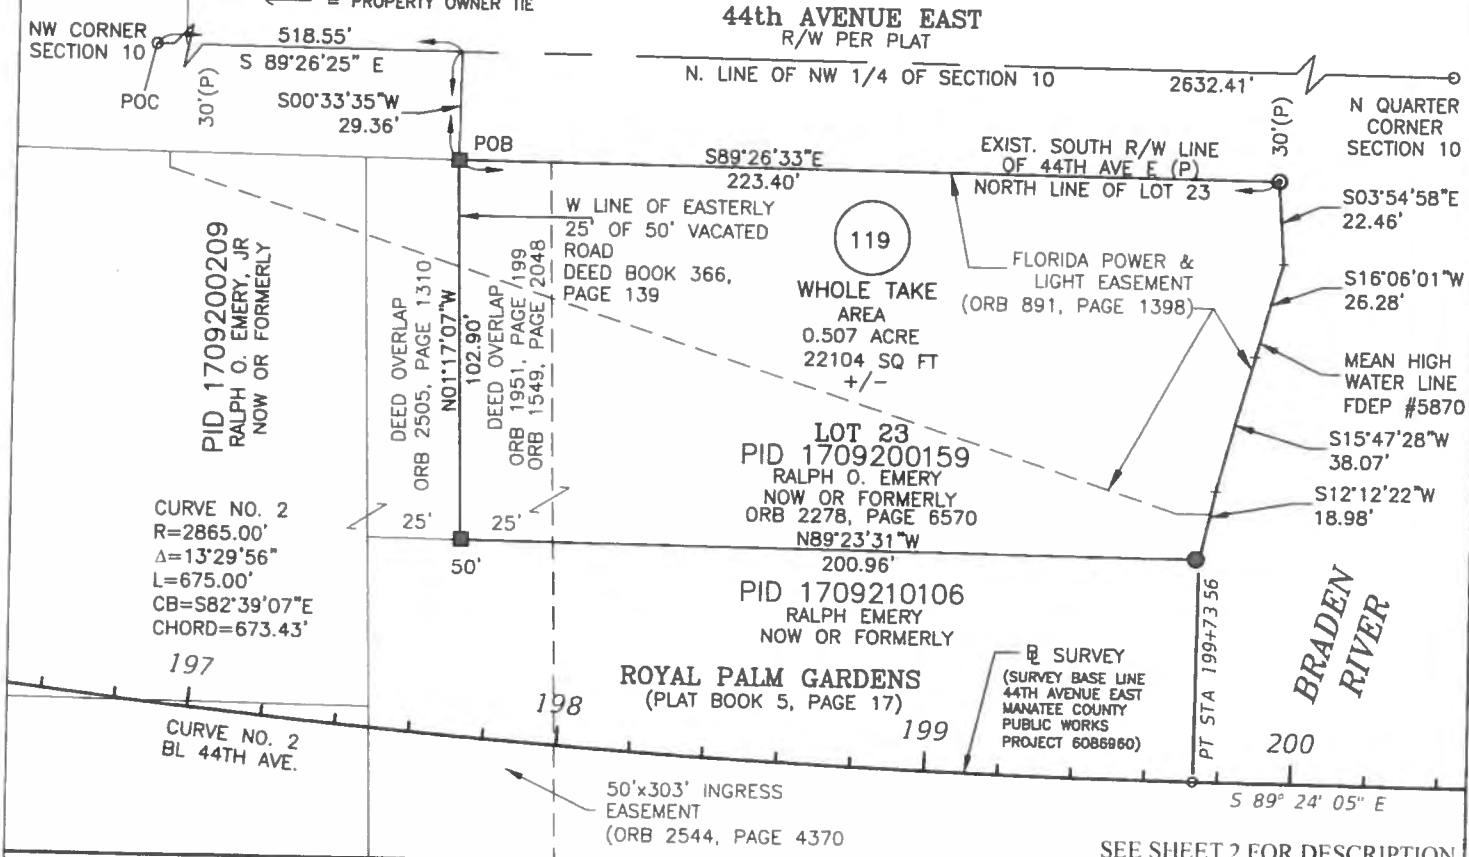 = PROPERTY OWNER TIE
NW CORNER
SECTION 10
POC
30'(P)
518.55'
S 89°26'25" E
S00°33'35"W
29.36'
POB
44th AVENUE EAST
R/W PER PLAT
N. LINE OF NW 1/4 OF SECTION 10
2632.41'
30'(P)
N QUARTER
CORNER
SECTION 10
S89°26'33"E
223.40'
EXIST. SOUTH R/W LINE
OF 44TH AVE E (P)
NORTH LINE OF LOT 23
S03°54'58"E
22.46'
S16°06'01"W
26.28'
MEAN HIGH
WATER LINE
FDEP #5870
S15°47'28"W
38.07'
S12°12'22"W
18.98'
W LINE OF EASTERLY
25' OF 50' VACATED
ROAD
DEED BOOK 366,
PAGE 139
119
WHOLE TAKE
AREA
0.507 ACRE
22104 SQ FT
+/-
FLORIDA POWER &
LIGHT EASEMENT
(ORB 891, PAGE 1398)
PID 1709200209
RALPH O. EMERY, JR
NOW OR FORMERLY
DEED OVERLAP
ORB 2505, PAGE 1310
N01°17'07"W
102.90'
DEED OVERLAP
ORB 1951, PAGE 199
ORB 1549, PAGE 2048
LOT 23
PID 1709200159
RALPH O. EMERY
NOW OR FORMERLY
ORB 2278, PAGE 6570
N89°23'31"W
200.96'
25'
25'
50'
CURVE NO. 2
R=2865.00'
Δ=13°29'56"
L=675.00'
CB=S82°39'07"E
CHORD=673.43'
PID 1709210106
RALPH EMERY
NOW OR FORMERLY
ROYAL PALM GARDENS
(PLAT BOOK 5, PAGE 17)
BL SURVEY
(SURVEY BASE LINE
44TH AVENUE EAST
MANATEE COUNTY
PUBLIC WORKS
PROJECT 6086960)
PT STA 199+73.56
BRADEN
RIVER
197
198
199
200
CURVE NO. 2
BL 44TH AVE.
50'x303' INGRESS
EASEMENT
(ORB 2544, PAGE 4370
S 89° 24' 05" E
SEE SHEET 2 FOR DESCRIPTION